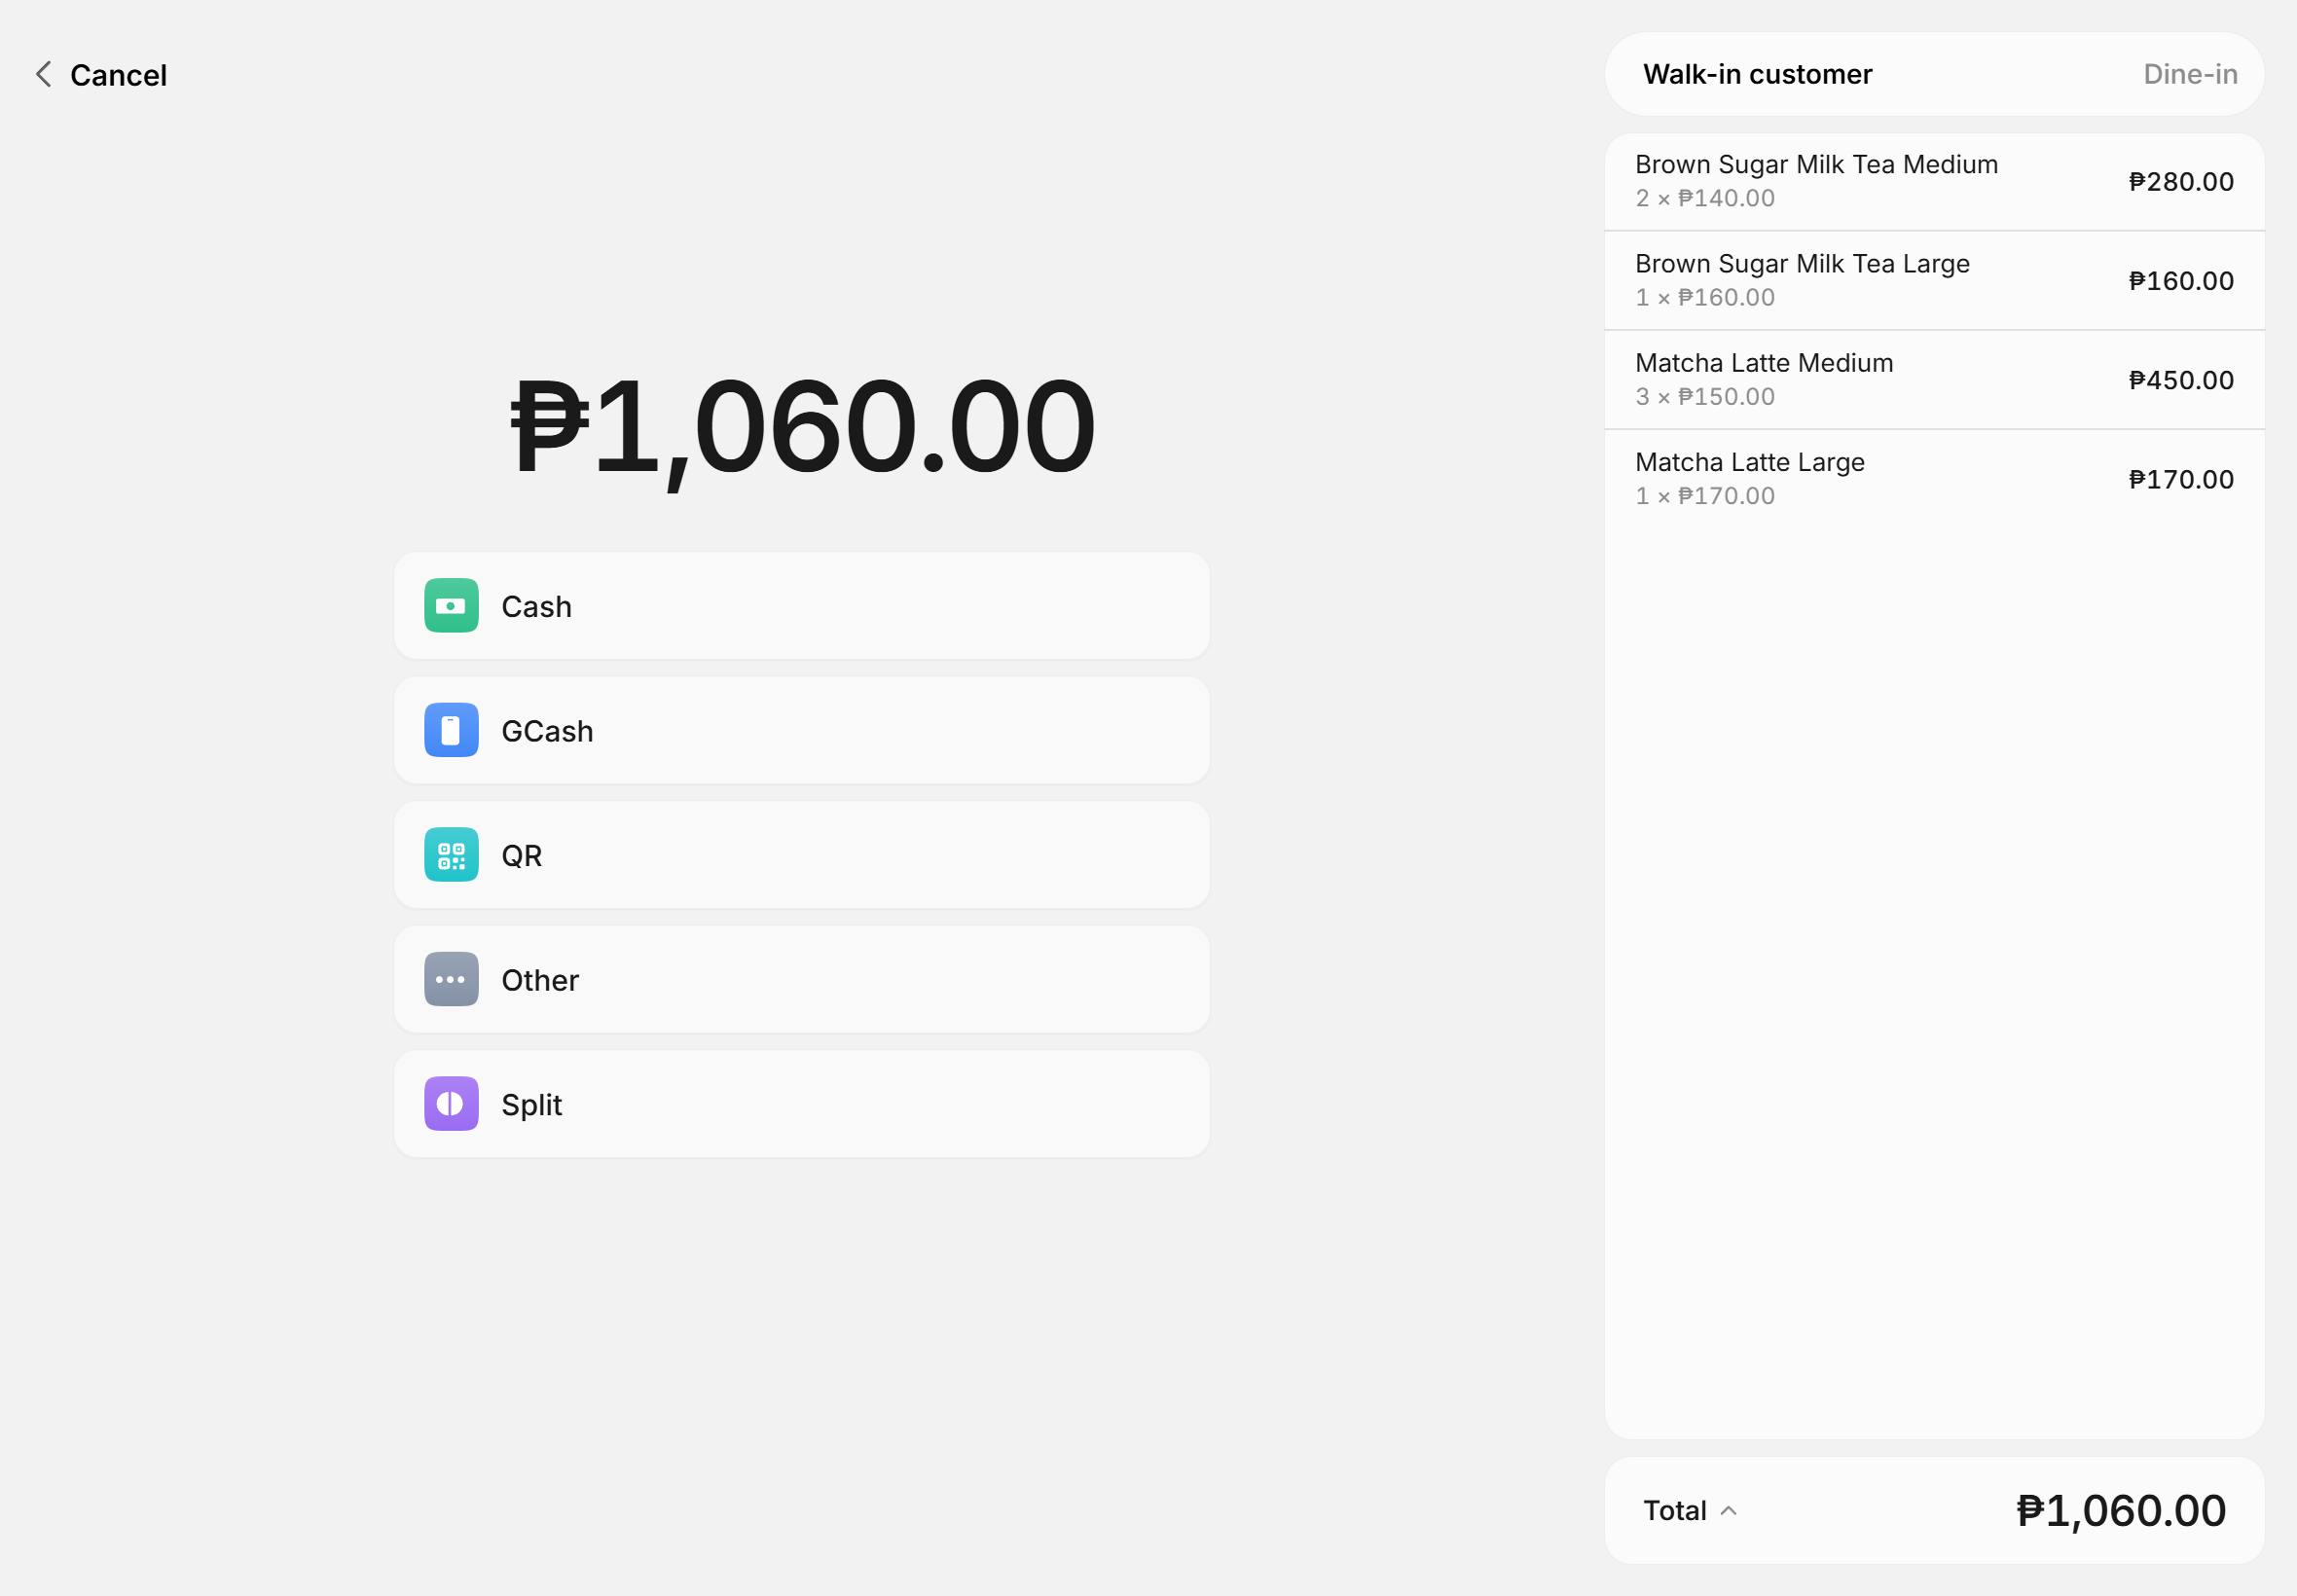 Cancel
₱1,060.00
Cash
GCash
QR
Other
Split
Walk-in customer Dine-in
Brown Sugar Milk Tea Medium
2 × ₱140.00
₱280.00
Brown Sugar Milk Tea Large
1 × ₱160.00
₱160.00
Matcha Latte Medium
3 × ₱150.00
₱450.00
Matcha Latte Large
1 × ₱170.00
₱170.00
Total ₱1,060.00